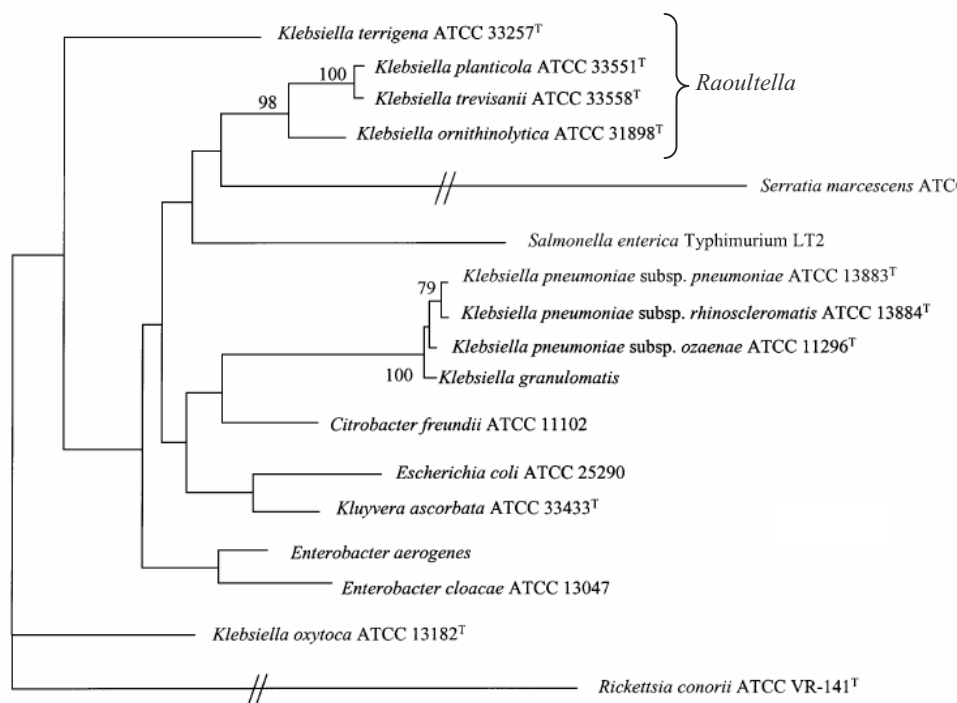 Klebsiella terrigena ATCC 33257ᵀ
100
Klebsiella planticola ATCC 33551ᵀ
Raoultella
98
Klebsiella trevisanii ATCC 33558ᵀ
Klebsiella ornithinolytica ATCC 31898ᵀ
Serratia marcescens ATC
Salmonella enterica Typhimurium LT2
Klebsiella pneumoniae subsp. pneumoniae ATCC 13883ᵀ
79
Klebsiella pneumoniae subsp. rhinoscleromatis ATCC 13884ᵀ
Klebsiella pneumoniae subsp. ozaenae ATCC 11296ᵀ
100
Klebsiella granulomatis
Citrobacter freundii ATCC 11102
Escherichia coli ATCC 25290
Kluyvera ascorbata ATCC 33433ᵀ
Enterobacter aerogenes
Enterobacter cloacae ATCC 13047
Klebsiella oxytoca ATCC 13182ᵀ
Rickettsia conorii ATCC VR-141ᵀ